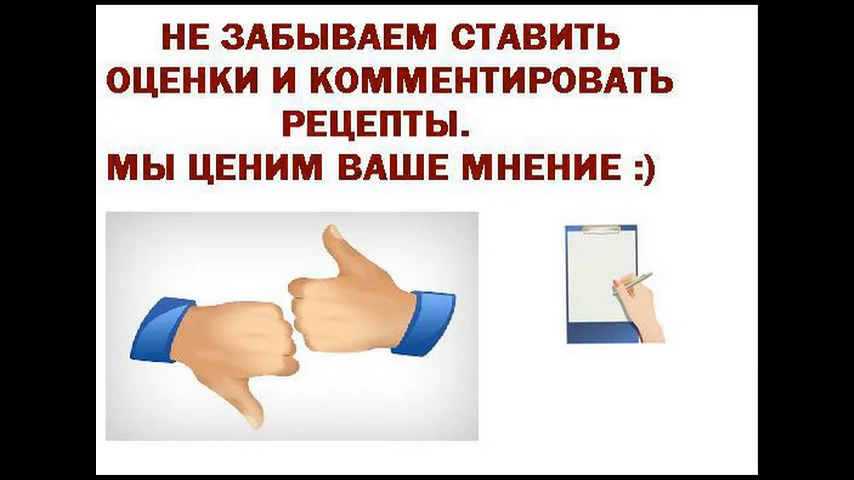 НЕ ЗАБЫВАЕМ СТАВИТЬ
ОЦЕНКИ И КОММЕНТИРОВАТЬ
РЕЦЕПТЫ.
МЫ ЦЕНИМ ВАШЕ МНЕНИЕ :)